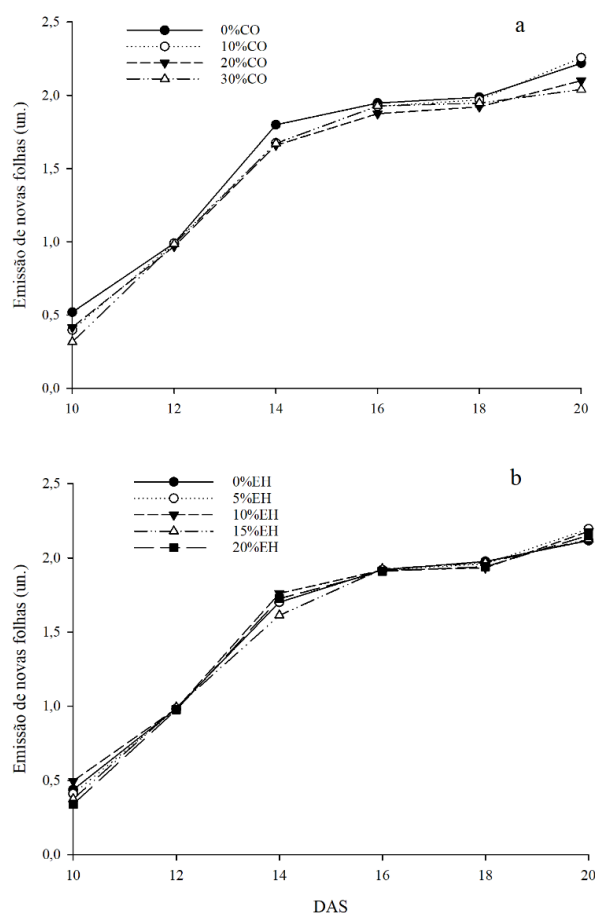 a
0%CO
10%CO
20%CO
30%CO
Emissão de novas folhas (un.)
2,5
2,0
1,5
1,0
0,5
0,0
10 12 14 16 18 20
b
0%EH
5%EH
10%EH
15%EH
20%EH
Emissão de novas folhas (un.)
2,5
2,0
1,5
1,0
0,5
0,0
10 12 14 16 18 20
DAS